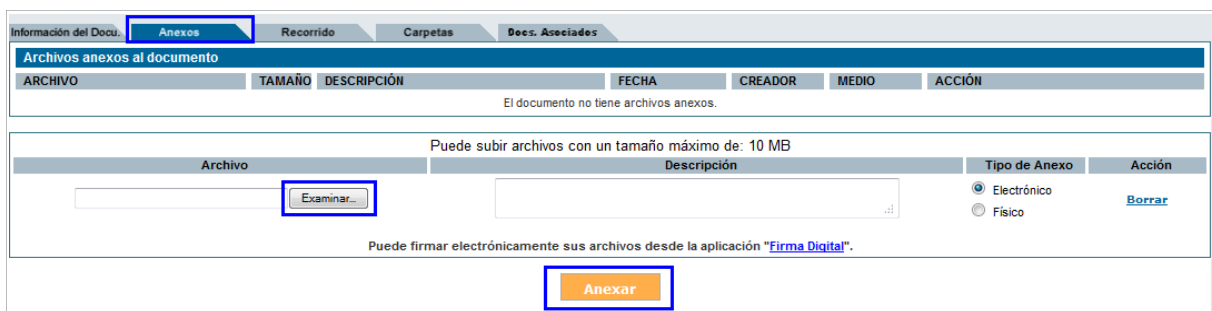 Información del Docu. Anexos Recorrido Carpetas Docs. Asociados
Archivos anexos al documento
ARCHIVO TAMAÑO DESCRIPCIÓN FECHA CREADOR MEDIO ACCIÓN
El documento no tiene archivos anexos.
Puede subir archivos con un tamaño máximo de: 10 MB
Archivo Descripción Tipo de Anexo Acción
Examinar... Electrónico Borrar
Físico
Puede firmar electrónicamente sus archivos desde la aplicación "Firma Digital".
Anexar